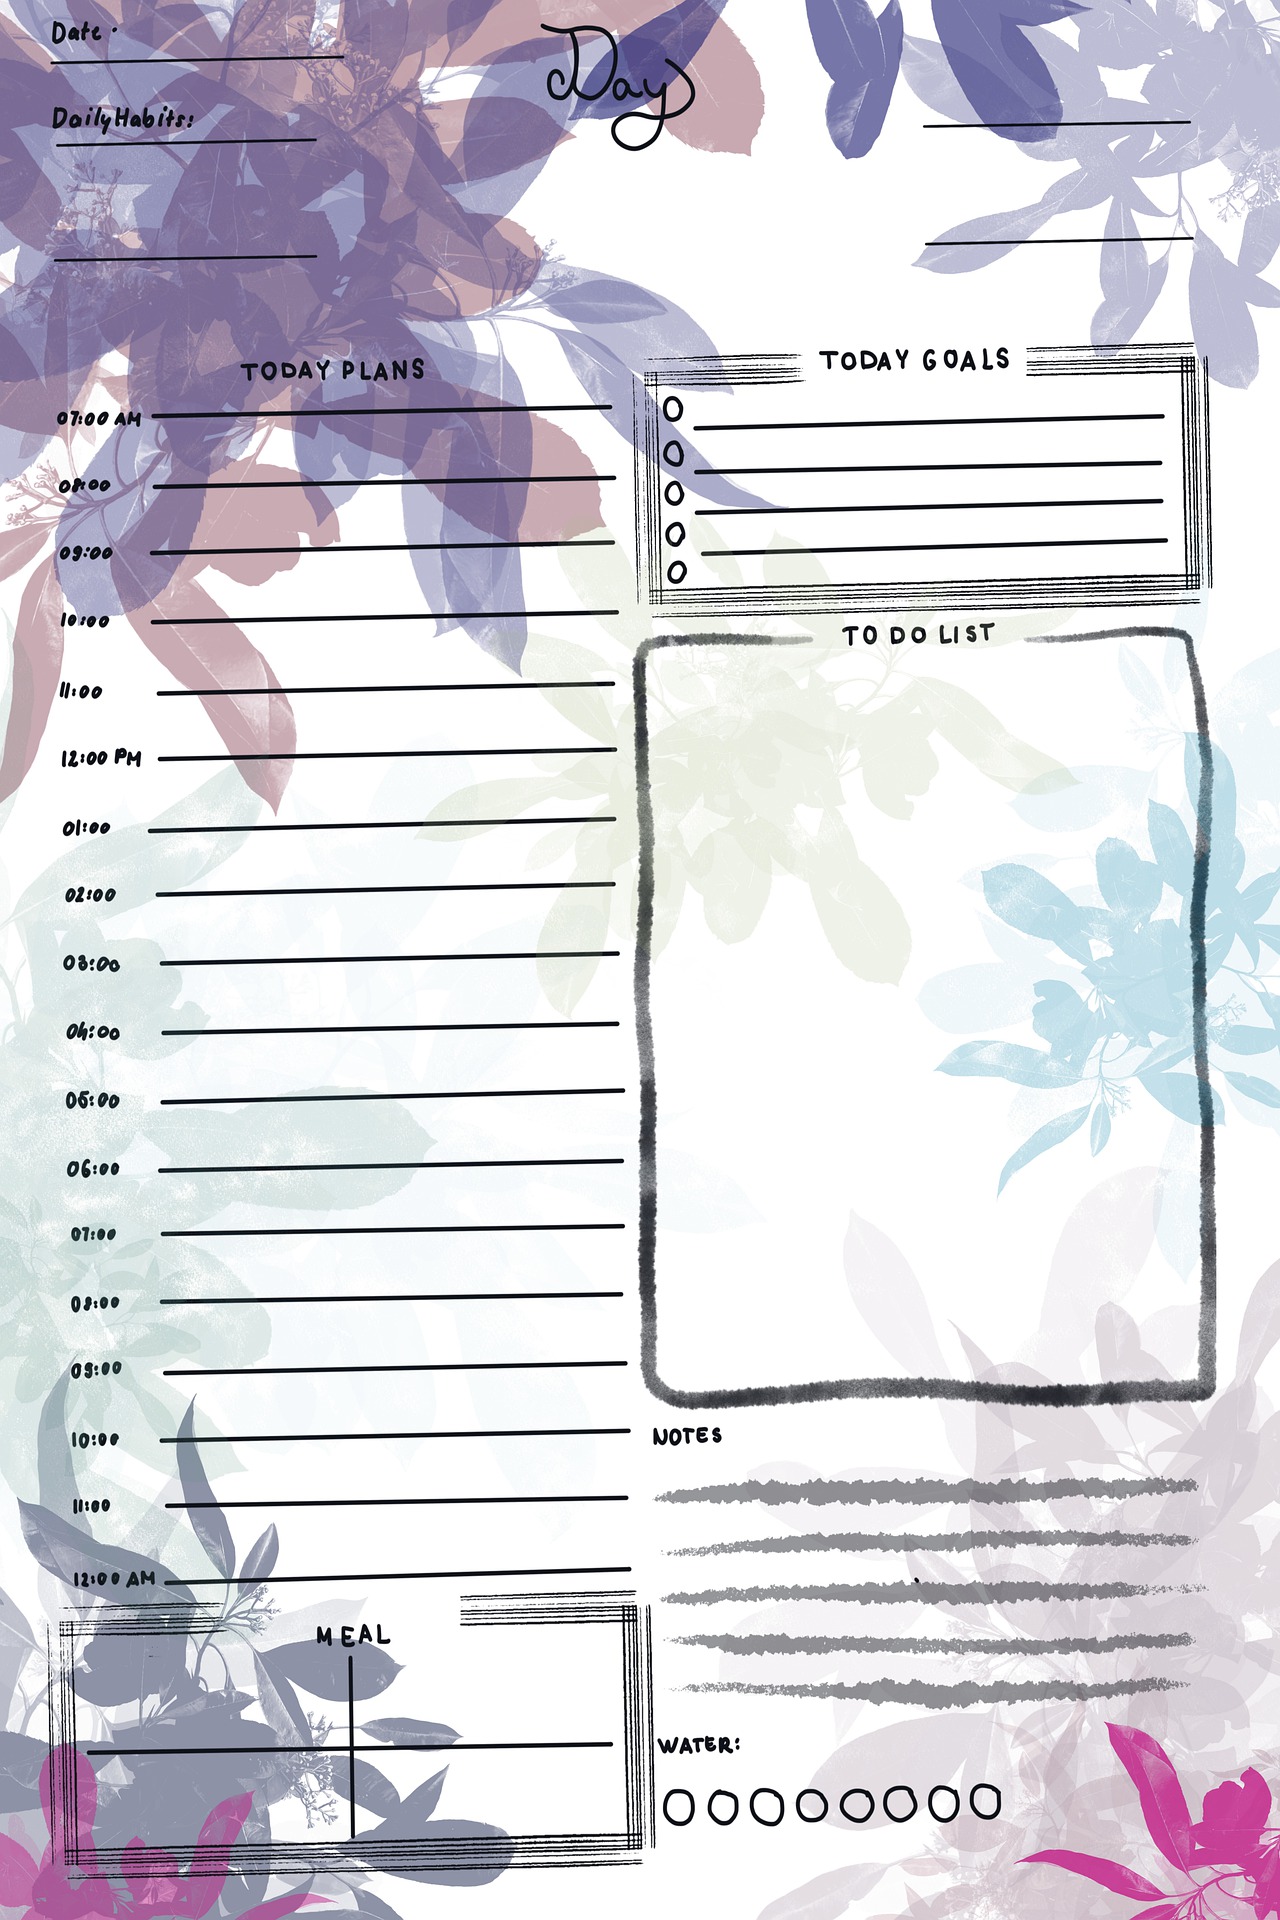 Date :
Day
Daily Habits:
TODAY PLANS
07:00 AM
08:00
09:00
10:00
11:00
12:00 PM
01:00
02:00
03:00
04:00
05:00
06:00
07:00
08:00
09:00
10:00
11:00
12:00 AM
MEAL
TODAY GOALS
TO DO LIST
NOTES
WATER: